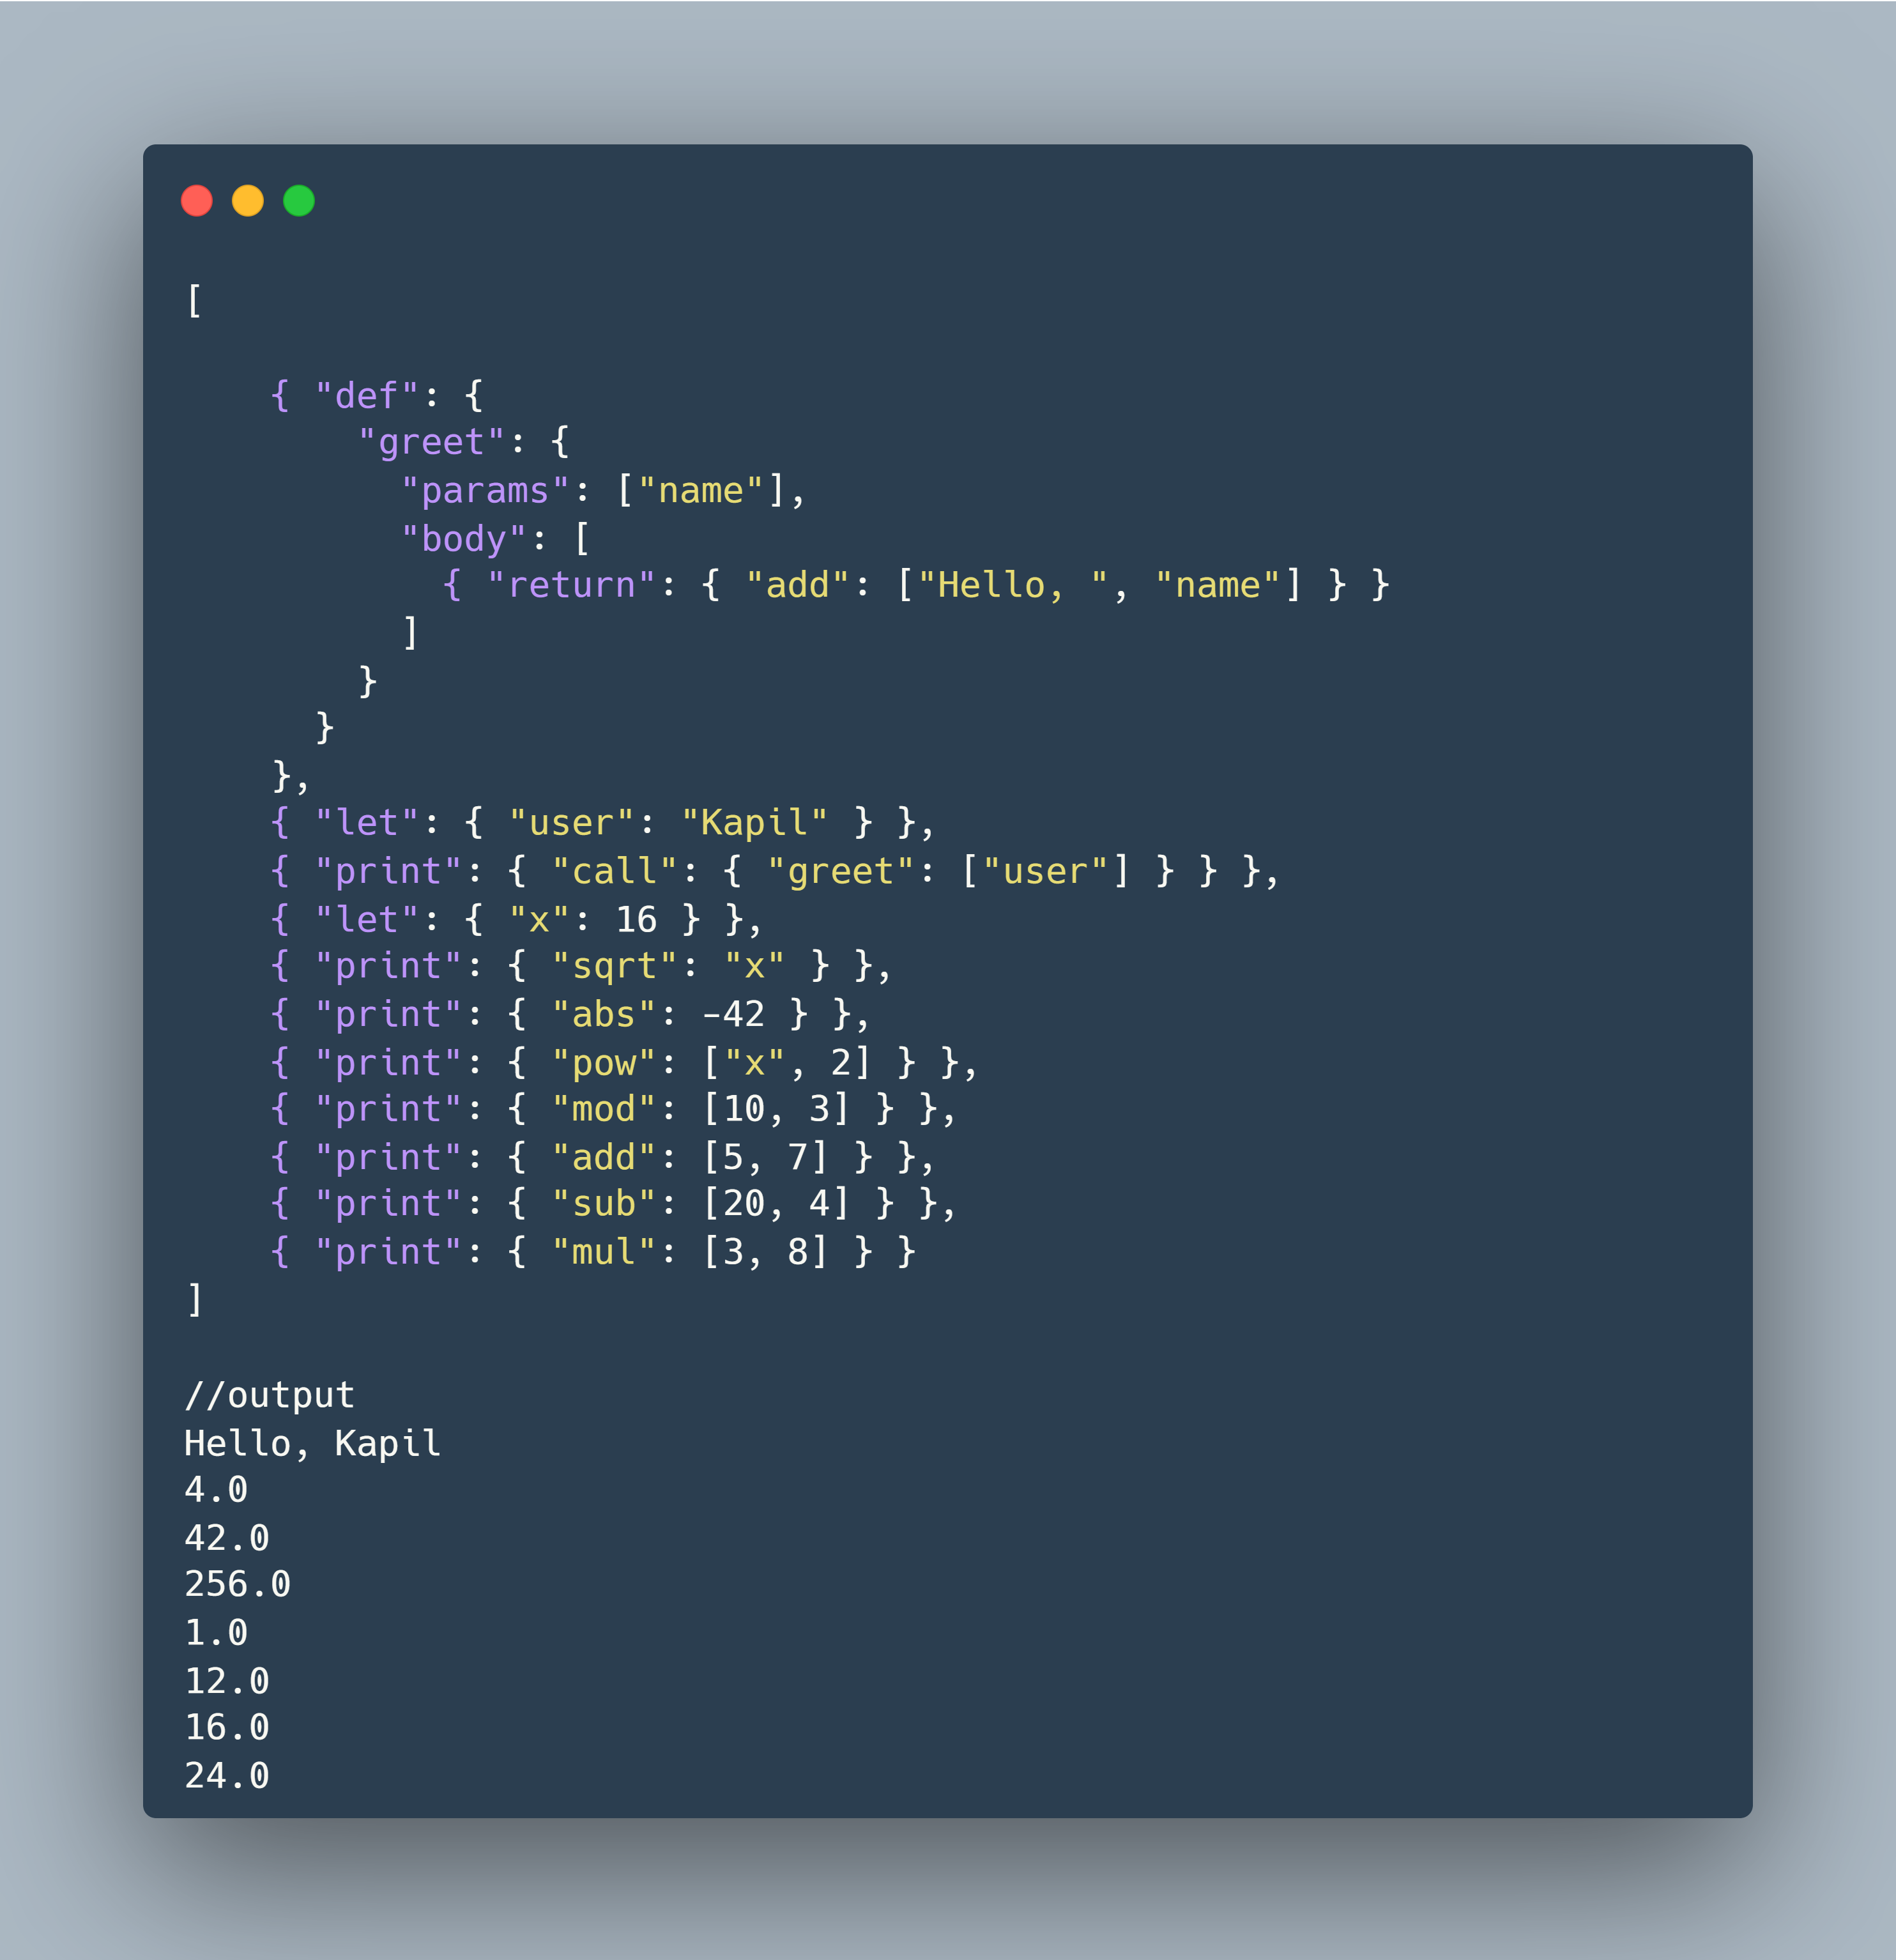 [

    { "def": {
        "greet": {
          "params": ["name"],
          "body": [
            { "return": { "add": ["Hello, ", "name"] } }
          ]
        }
      }
    },
    { "let": { "user": "Kapil" } },
    { "print": { "call": { "greet": ["user"] } } },
    { "let": { "x": 16 } },
    { "print": { "sqrt": "x" } },
    { "print": { "abs": -42 } },
    { "print": { "pow": ["x", 2] } },
    { "print": { "mod": [10, 3] } },
    { "print": { "add": [5, 7] } },
    { "print": { "sub": [20, 4] } },
    { "print": { "mul": [3, 8] } }
]

//output
Hello, Kapil
4.0
42.0
256.0
1.0
12.0
16.0
24.0